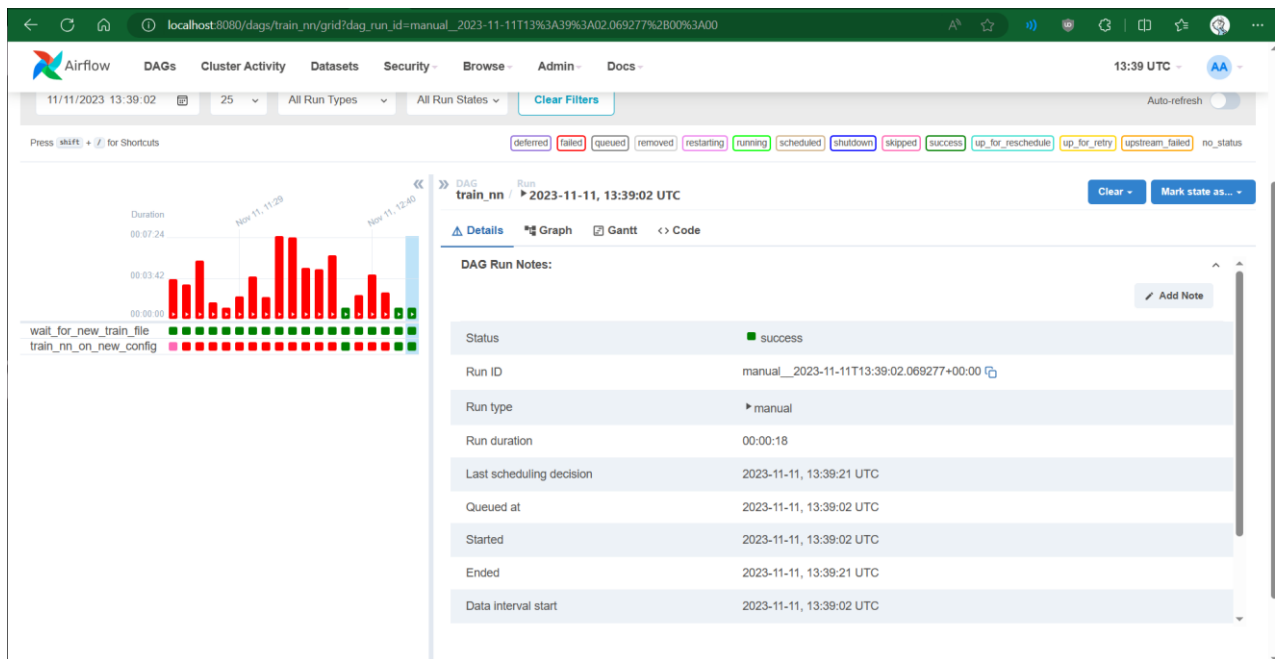 localhost:8080/dags/train_nn/grid?dag_run_id=manual__2023-11-11T13%3A39%3A02.069277%2B00%3A00
Airflow DAGs Cluster Activity Datasets Security Browse Admin Docs 13:39 UTC AA
11/11/2023 13:39:02 25 All Run Types All Run States Clear Filters Auto-refresh
Press shift + / for Shortcuts deferred failed queued removed restarting running scheduled shutdown skipped success up_for_reschedule up_for_retry upstream_failed no_status
Duration
Nov 11, 11:29
Nov 11, 12:40
00:07:24
00:03:42
00:00:00
wait_for_new_train_file
train_nn_on_new_config
DAG Run
train_nn / 2023-11-11, 13:39:02 UTC
Clear Mark state as...
Details Graph Gantt <> Code
DAG Run Notes:
Add Note
Status success
Run ID manual__2023-11-11T13:39:02.069277+00:00
Run type manual
Run duration 00:00:18
Last scheduling decision 2023-11-11, 13:39:21 UTC
Queued at 2023-11-11, 13:39:02 UTC
Started 2023-11-11, 13:39:02 UTC
Ended 2023-11-11, 13:39:21 UTC
Data interval start 2023-11-11, 13:39:02 UTC